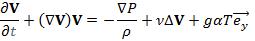 ∂V/∂t + (∇V)V = −∇P/ρ + νΔV + gαTe⃗_y